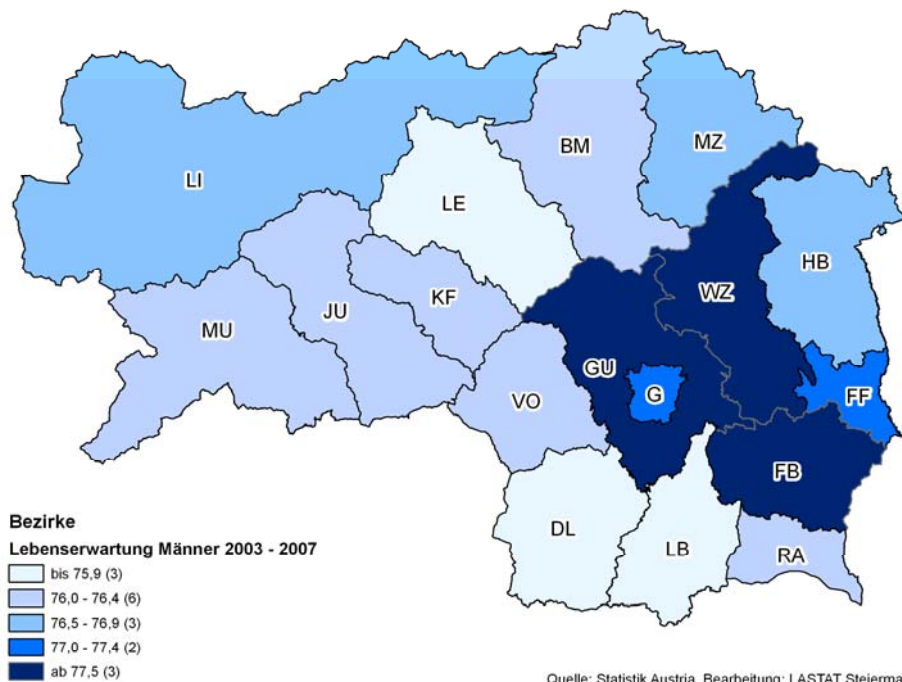 BM
MZ
LI
LE
HB
WZ
KF
JU
MU
GU
G
FF
VO
FB
DL
LB
RA
Bezirke
Lebenserwartung Männer 2003 - 2007
bis 75,9 (3)
76,0 - 76,4 (6)
76,5 - 76,9 (3)
77,0 - 77,4 (2)
ab 77,5 (3)
Quelle: Statistik Austria, Bearbeitung: LASTAT